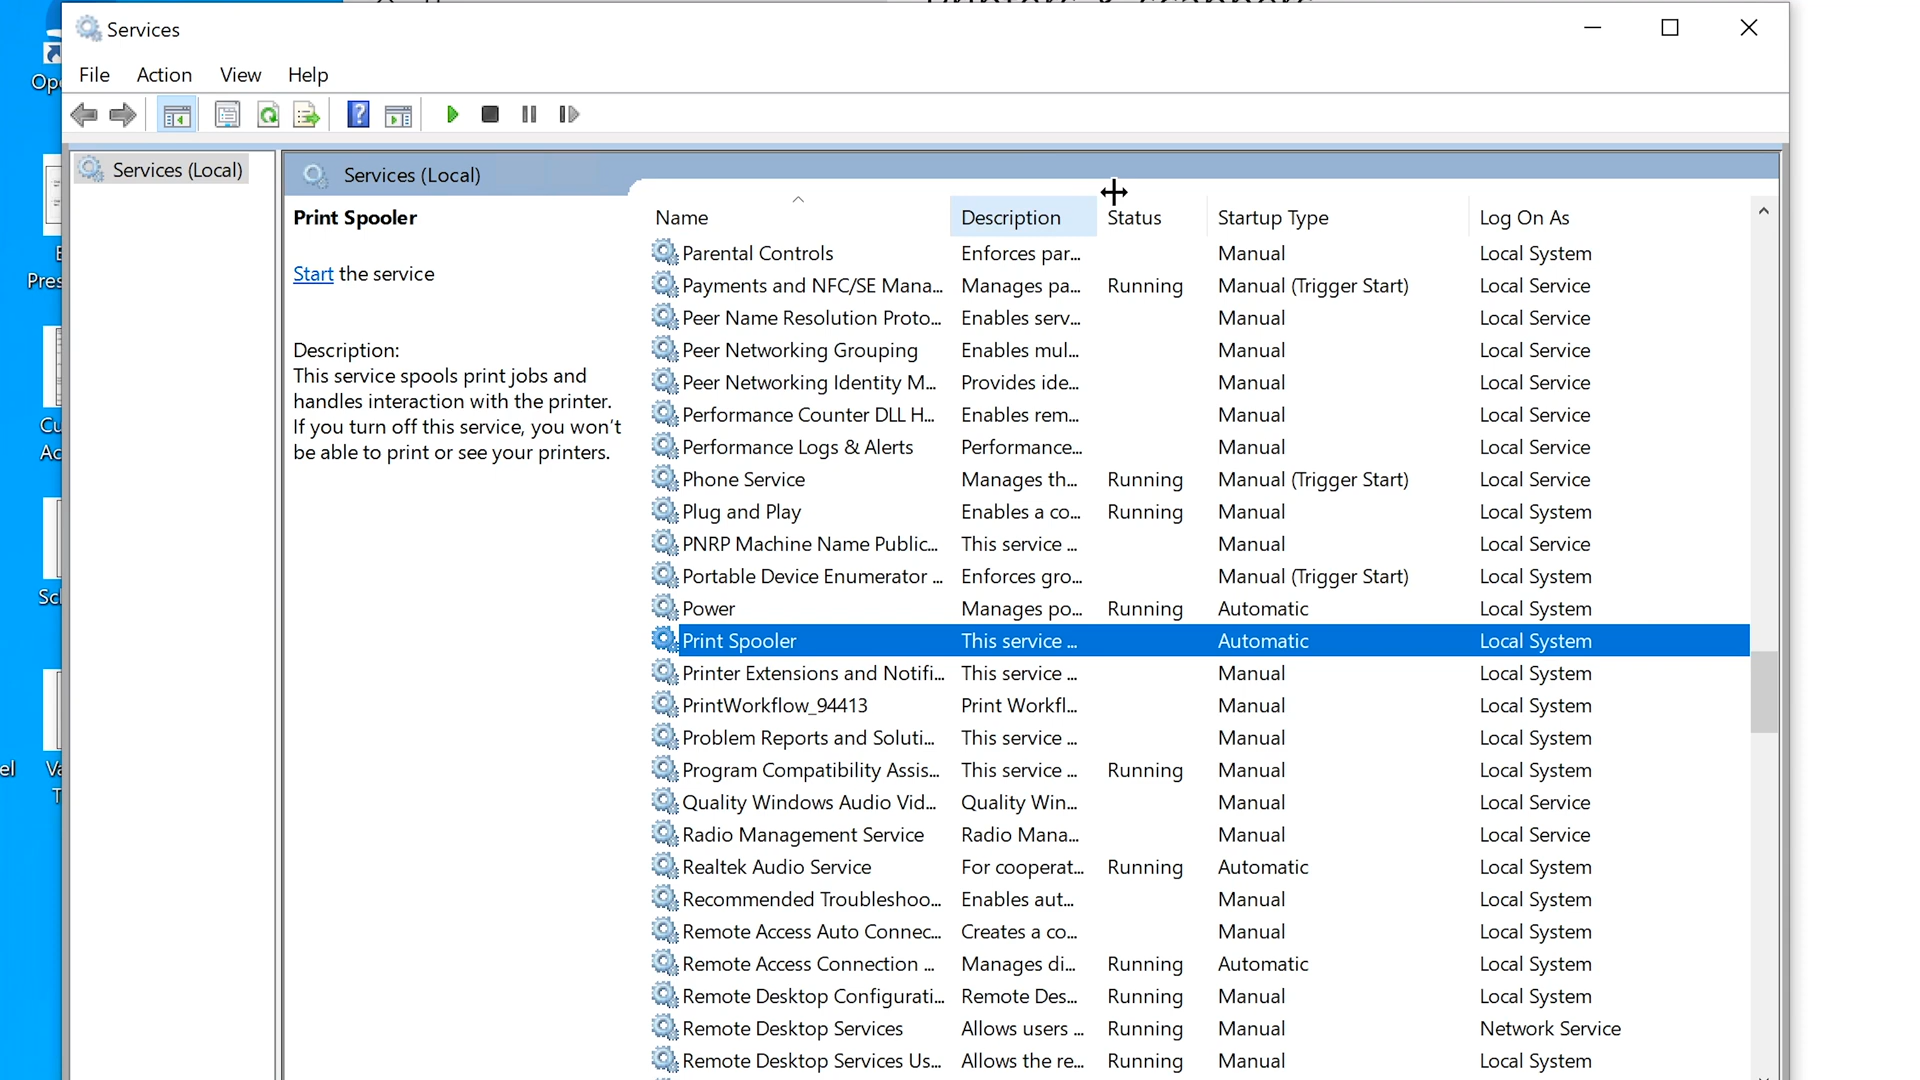 Services
File Action View Help
Services (Local)
Services (Local)
Print Spooler
Start the service
Description:
This service spools print jobs and
handles interaction with the printer.
If you turn off this service, you won't
be able to print or see your printers.
Name Description Status Startup Type Log On As
Parental Controls Enforces par... Manual Local System
Payments and NFC/SE Mana... Manages pa... Running Manual (Trigger Start) Local Service
Peer Name Resolution Proto... Enables serv... Manual Local Service
Peer Networking Grouping Enables mul... Manual Local Service
Peer Networking Identity M... Provides ide... Manual Local Service
Performance Counter DLL H... Enables rem... Manual Local Service
Performance Logs & Alerts Performance... Manual Local Service
Phone Service Manages th... Running Manual (Trigger Start) Local Service
Plug and Play Enables a co... Running Manual Local System
PNRP Machine Name Public... This service ... Manual Local Service
Portable Device Enumerator ... Enforces gro... Manual (Trigger Start) Local System
Power Manages po... Running Automatic Local System
Print Spooler This service ... Automatic Local System
Printer Extensions and Notifi... This service ... Manual Local System
PrintWorkflow_94413 Print Workfl... Manual Local System
Problem Reports and Soluti... This service ... Manual Local System
Program Compatibility Assis... This service ... Running Manual Local System
Quality Windows Audio Vid... Quality Win... Manual Local Service
Radio Management Service Radio Mana... Manual Local Service
Realtek Audio Service For cooperat... Running Automatic Local System
Recommended Troubleshoo... Enables aut... Manual Local System
Remote Access Auto Connec... Creates a co... Manual Local System
Remote Access Connection ... Manages di... Running Automatic Local System
Remote Desktop Configurati... Remote Des... Running Manual Local System
Remote Desktop Services Allows users ... Running Manual Network Service
Remote Desktop Services Us... Allows the re... Running Manual Local System